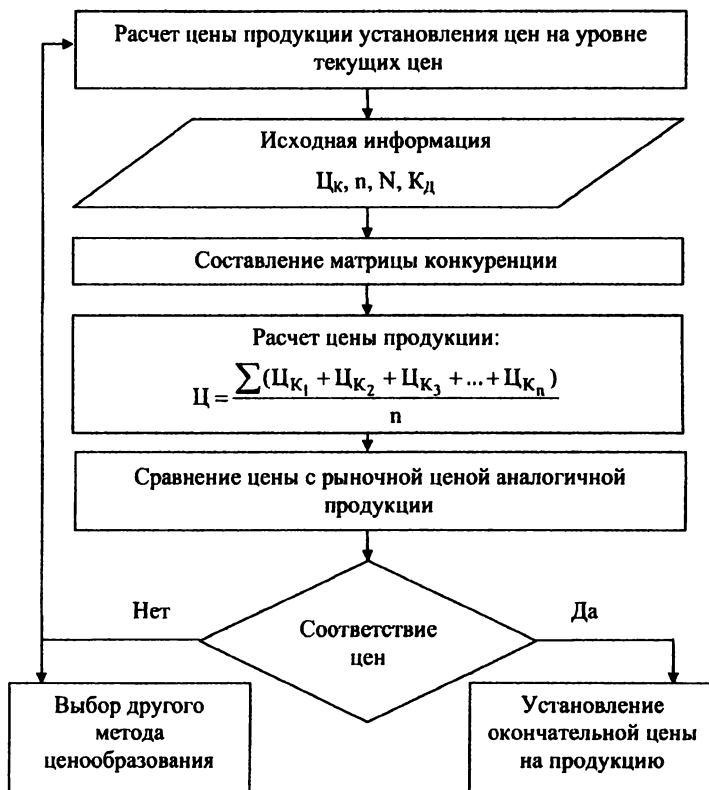 Расчет цены продукции установления цен на уровне
текущих цен
Исходная информация
Ц_К, n, N, К_Д
Составление матрицы конкуренции
Расчет цены продукции:
Ц = ∑(Ц_К₁ + Ц_К₂ + Ц_К₃ + ... + Ц_Кₙ)
n
Сравнение цены с рыночной ценой аналогичной
продукции
Нет
Да
Соответствие
цен
Выбор другого
метода
ценообразования
Установление
окончательной цены
на продукцию